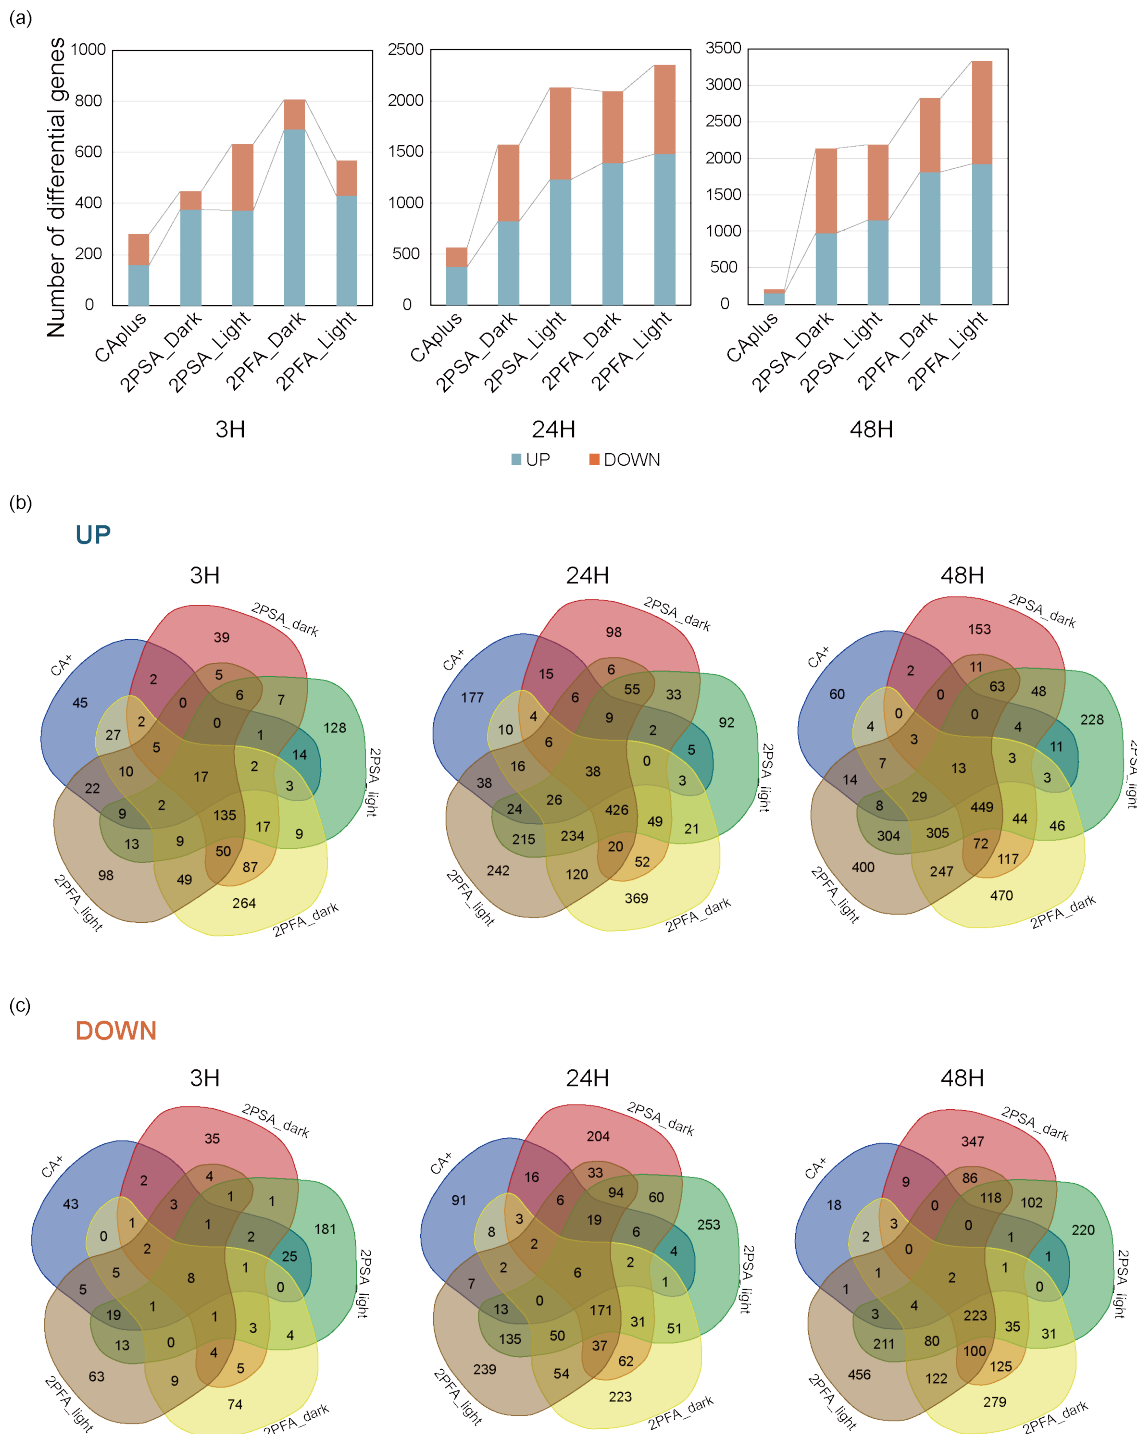 (a)
Number of differential genes
1000
800
600
400
200
0
CAplus
2PSA_Dark
2PSA_Light
2PFA_Dark
2PFA_Light
3H
2500
2000
1500
1000
500
0
CAplus
2PSA_Dark
2PSA_Light
2PFA_Dark
2PFA_Light
24H
3500
3000
2500
2000
1500
1000
500
0
CAplus
2PSA_Dark
2PSA_Light
2PFA_Dark
2PFA_Light
48H
UP DOWN
(b)
UP
3H
CA+
2PSA_dark
2PSA_light
2PFA_dark
2PFA_light
39
45 2 5
0 6 7
27 2 0 1 128
5 14
10 17 2 3
22
9 2 135 17 9
13 9 50
98 49 87
264
24H
CA+
2PSA_dark
2PSA_light
2PFA_dark
2PFA_light
98
177 15 6
6 55 33
10 4 9 2 92
6 5
16 38 0 3
38
24 26 426 49 21
215 234 20
242 120 52
369
48H
CA+
2PSA_dark
2PSA_light
2PFA_dark
2PFA_light
153
60 2 11
0 63 48
4 0 0 4 228
3 11
7 13 3 3
14
8 29 449 44 46
304 305 72
400 247 117
470
(c)
DOWN
3H
CA+
2PSA_dark
2PSA_light
2PFA_dark
2PFA_light
35
43 2 4
3 1 1
0 1 1 2 181
2 25
5 8 1 0
5
19 1 1 3 4
13 0 4
63 9 5
74
24H
CA+
2PSA_dark
2PSA_light
2PFA_dark
2PFA_light
204
91 16 33
6 94 60
8 3 19 6 253
2 4
2 6 2 1
7
13 0 171 31 51
135 50 37
239 54 62
223
48H
CA+
2PSA_dark
2PSA_light
2PFA_dark
2PFA_light
347
18 9 86
0 118 102
2 3 0 1 220
0 1
1 2 1 0
1
3 4 223 35 31
211 80 100
456 122 125
279